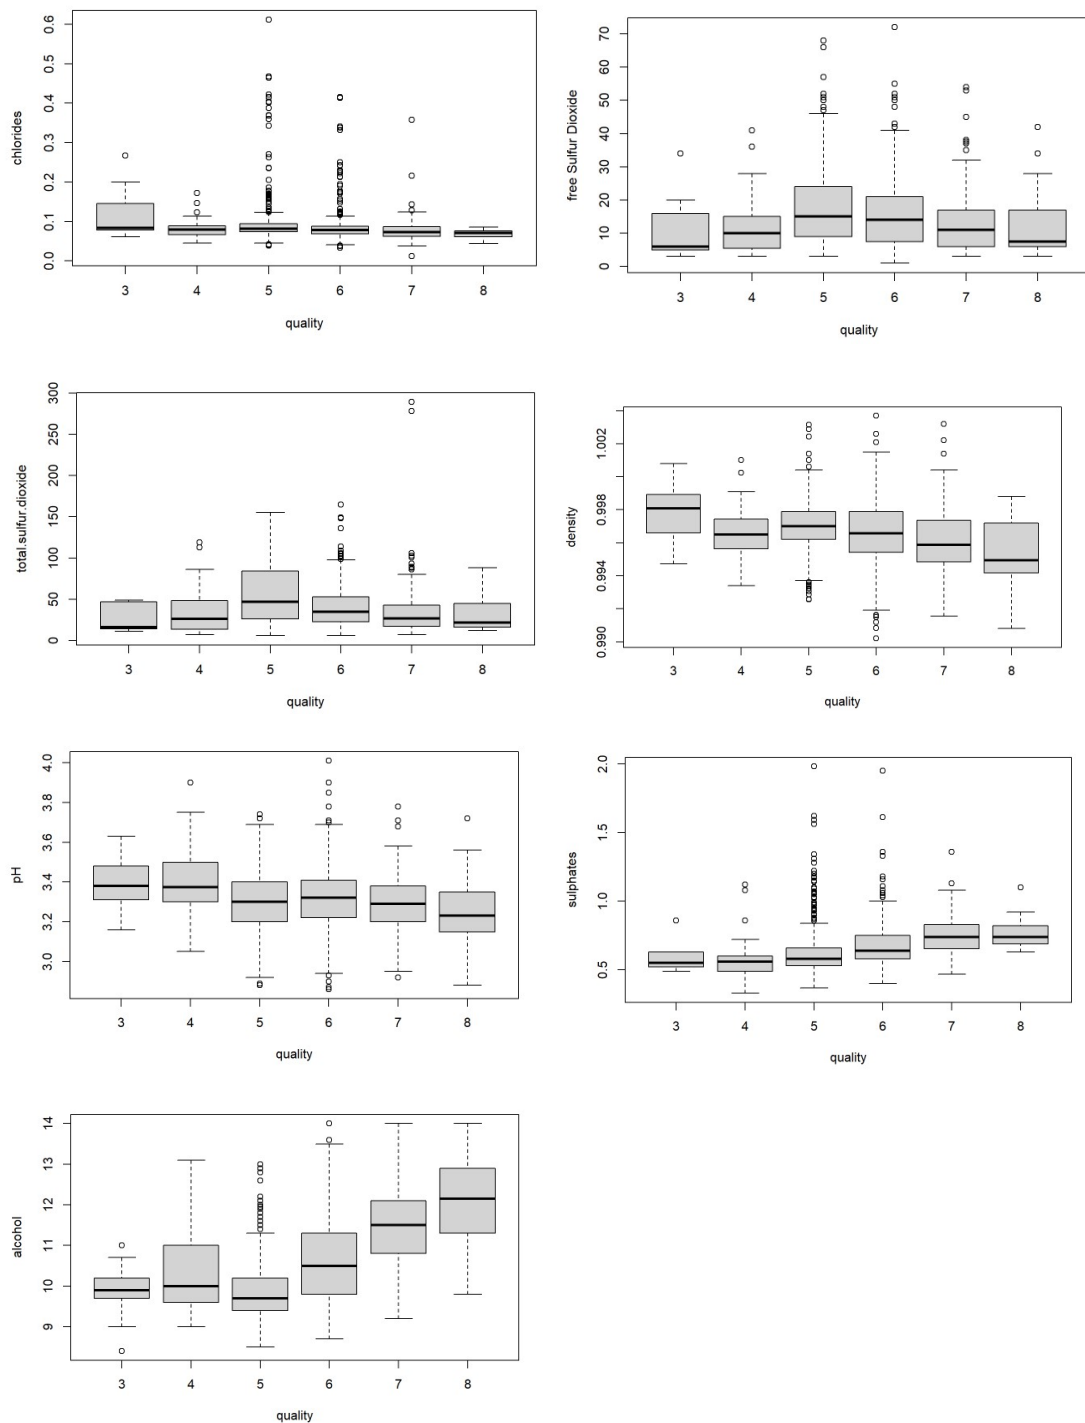 chlorides
0.0 0.1 0.2 0.3 0.4 0.5 0.6
3 4 5 6 7 8
quality
free Sulfur Dioxide
0 10 20 30 40 50 60 70
3 4 5 6 7 8
quality
total.sulfur.dioxide
0 50 100 150 200 250 300
3 4 5 6 7 8
quality
density
0.990 0.994 0.998 1.002
3 4 5 6 7 8
quality
pH
3.0 3.2 3.4 3.6 3.8 4.0
3 4 5 6 7 8
quality
sulphates
0.5 1.0 1.5 2.0
3 4 5 6 7 8
quality
alcohol
9 10 11 12 13 14
3 4 5 6 7 8
quality